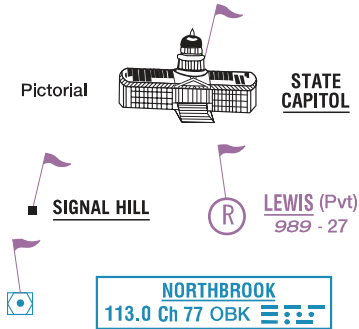 Pictorial
STATE
CAPITOL
SIGNAL HILL
R
LEWIS (Pvt)
989 - 27
NORTHBROOK
113.0 Ch 77 OBK